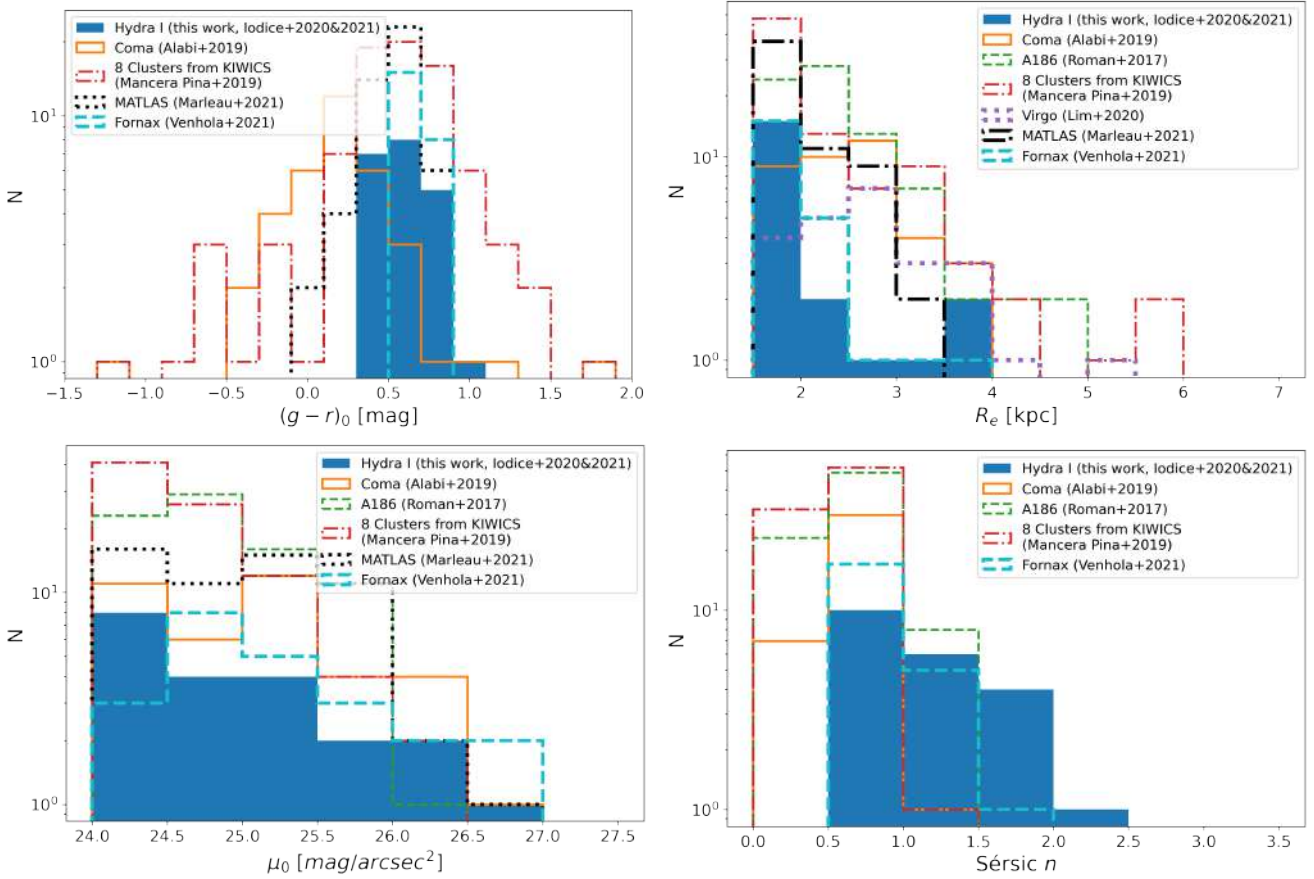 Hydra I (this work, Iodice+2020&2021)
Coma (Alabi+2019)
8 Clusters from KIWICS
(Mancera Pina+2019)
MATLAS (Marleau+2021)
Fornax (Venhola+2021)
N
10¹
10⁰
−1.5 −1.0 −0.5 0.0 0.5 1.0 1.5 2.0
(g − r)₀ [mag]
Hydra I (this work, Iodice+2020&2021)
Coma (Alabi+2019)
A186 (Roman+2017)
8 Clusters from KIWICS
(Mancera Pina+2019)
Virgo (Lim+2020)
MATLAS (Marleau+2021)
Fornax (Venhola+2021)
N
10¹
10⁰
2 3 4 5 6 7
Rₑ [kpc]
Hydra I (this work, Iodice+2020&2021)
Coma (Alabi+2019)
A186 (Roman+2017)
8 Clusters from KIWICS
(Mancera Pina+2019)
MATLAS (Marleau+2021)
Fornax (Venhola+2021)
N
10¹
10⁰
24.0 24.5 25.0 25.5 26.0 26.5 27.0 27.5
μ₀ [mag/arcsec²]
Hydra I (this work, Iodice+2020&2021)
Coma (Alabi+2019)
A186 (Roman+2017)
8 Clusters from KIWICS
(Mancera Pina+2019)
Fornax (Venhola+2021)
N
10¹
10⁰
0.0 0.5 1.0 1.5 2.0 2.5 3.0 3.5
Sérsic n